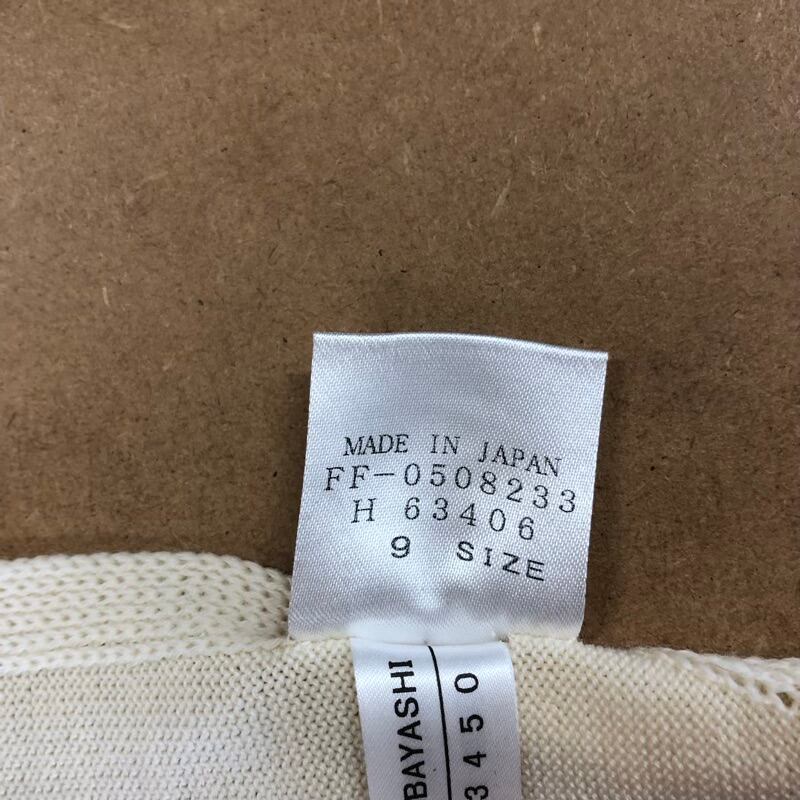 MADE IN JAPAN
FF-0508233
H 63406
9 SIZE
BAYASHI
3450